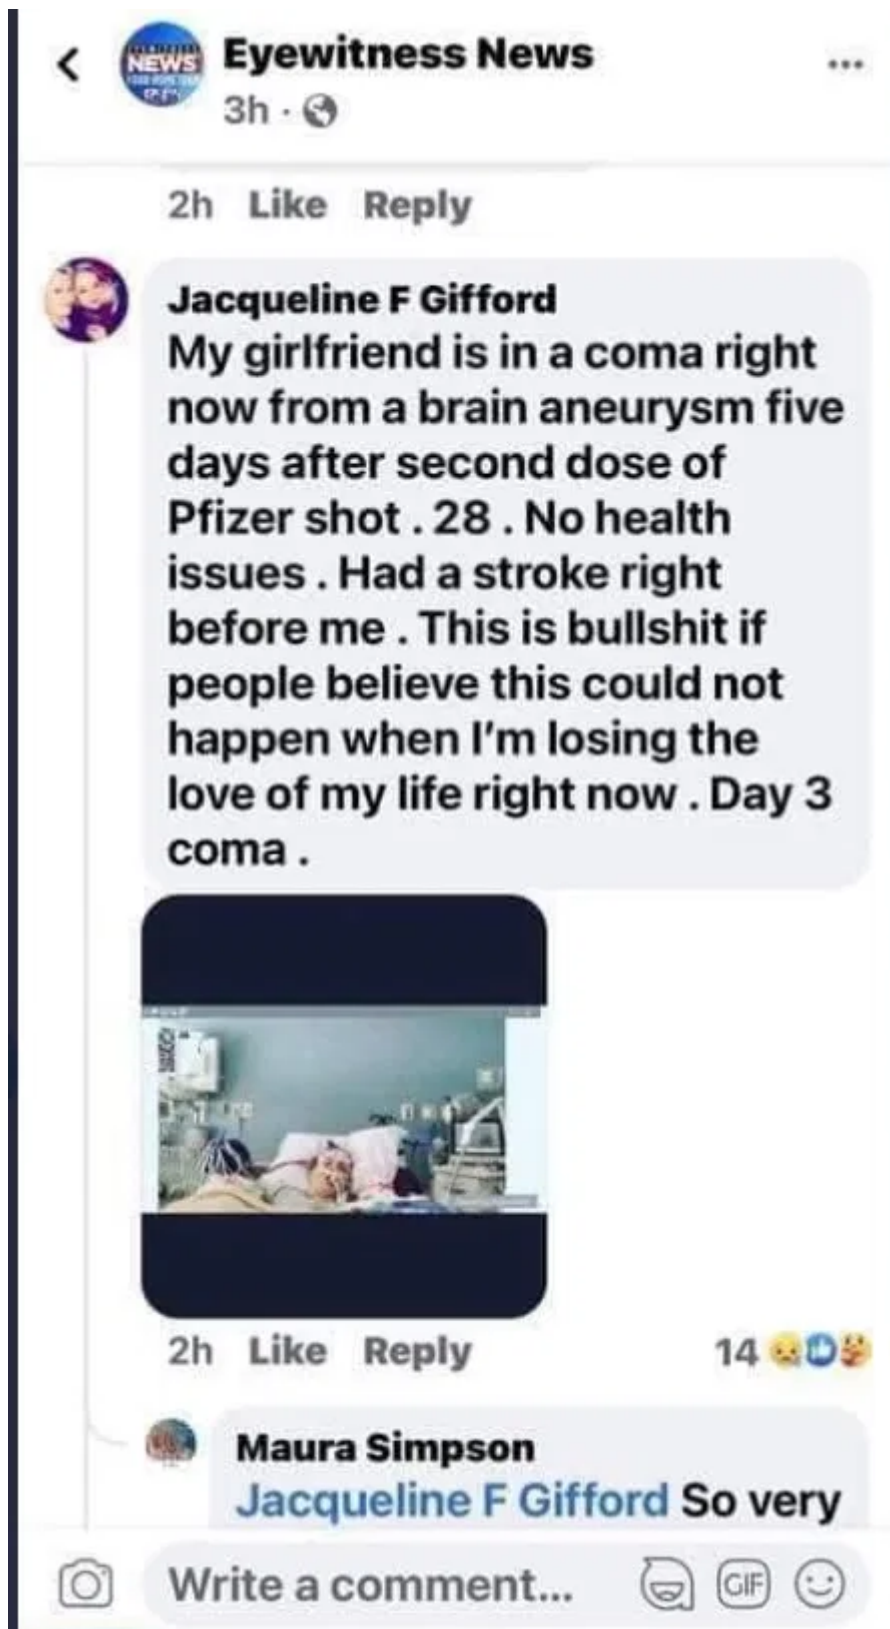 Eyewitness News
3h ·
2h Like Reply
Jacqueline F Gifford
My girlfriend is in a coma right
now from a brain aneurysm five
days after second dose of
Pfizer shot . 28 . No health
issues . Had a stroke right
before me . This is bullshit if
people believe this could not
happen when I'm losing the
love of my life right now . Day 3
coma .
2h Like Reply 14
Maura Simpson
Jacqueline F Gifford So very
Write a comment...
GIF